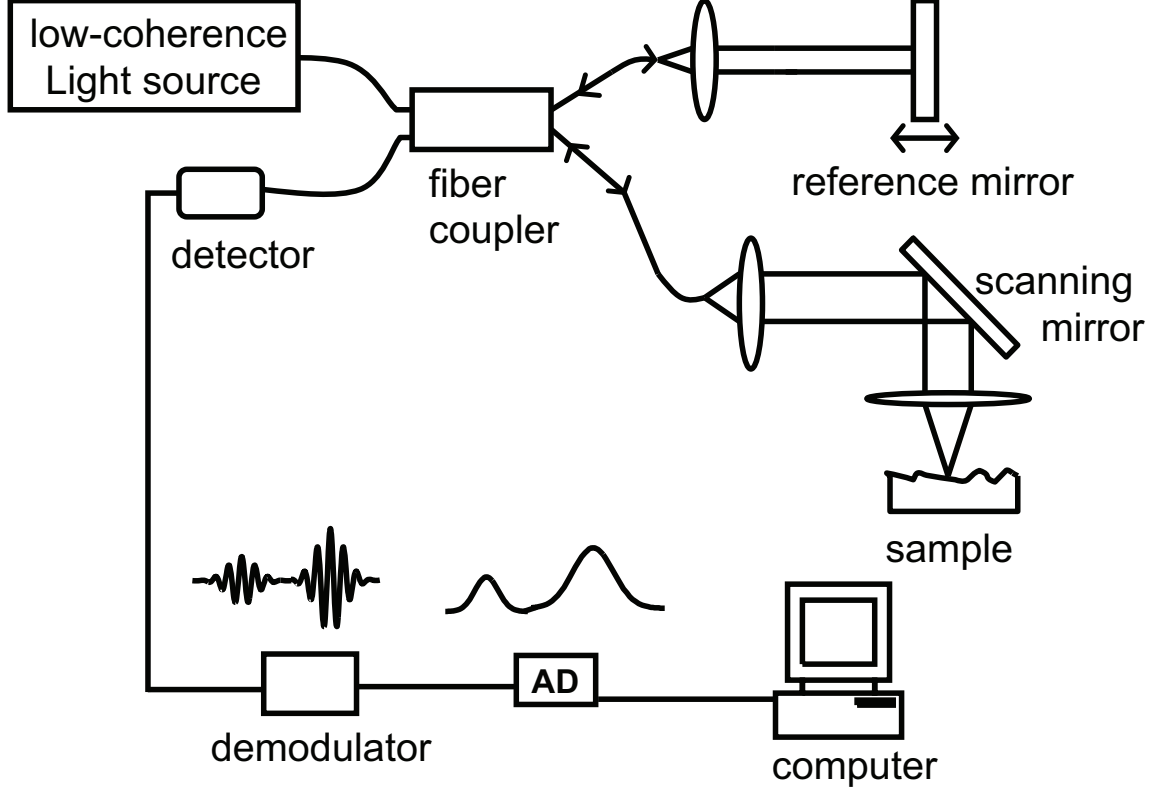 low-coherence
Light source
fiber
coupler
reference mirror
detector
scanning
mirror
sample
AD
demodulator
computer